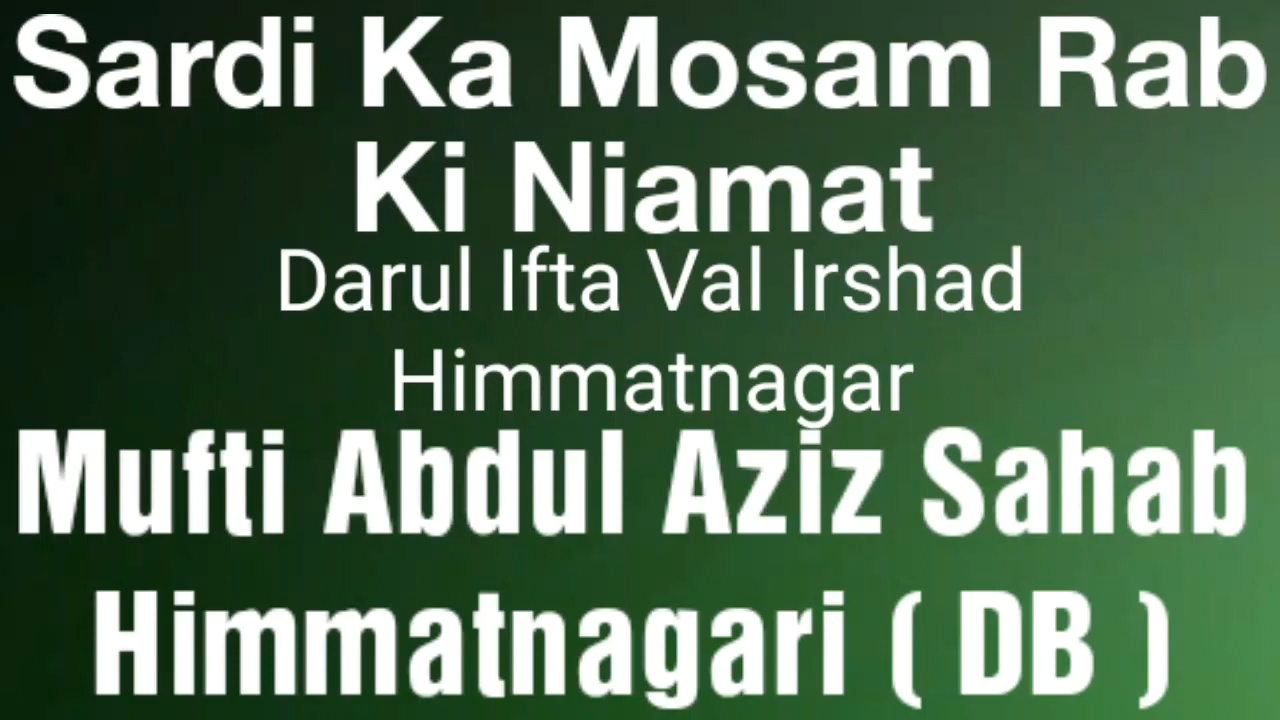 Sardi Ka Mosam Rab
Ki Niamat
Darul Ifta Val Irshad
Himmatnagar
Mufti Abdul Aziz Sahab
Himmatnagari ( DB )